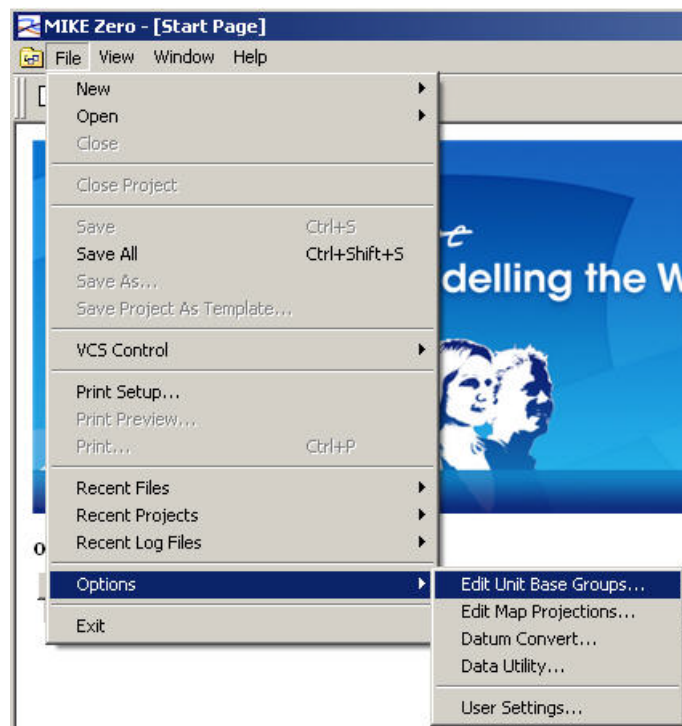 MIKE Zero - [Start Page]
File View Window Help
New
Open
Close
Close Project
Save Ctrl+S
Save All Ctrl+Shift+S
Save As...
Save Project As Template...
VCS Control
Print Setup...
Print Preview...
Print... Ctrl+P
Recent Files
Recent Projects
Recent Log Files
Options
Exit
Edit Unit Base Groups...
Edit Map Projections...
Datum Convert...
Data Utility...
User Settings...
delling the W